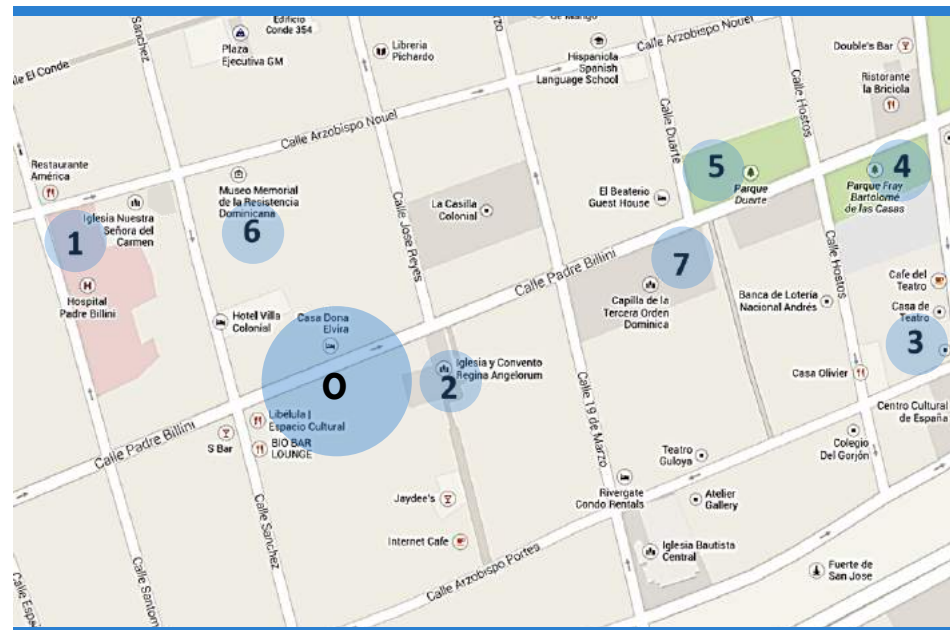 Edificio
Conde 354
de Mango
Sanchez
Plaza
Ejecutiva GM
Libreria
Pichardo
Hispaniola
Spanish
Language School
Calle Arzobispo Nouel
Double's Bar
Ristorante
la Briciola
Calle Hostos
Calle Duarte
Calle Arzobispo Nouel
Restaurante
América
Museo Memorial
de la Resistencia
Dominicana
6
Iglesia Nuestra
Señora del
Carmen
1
Calle Jose Reyes
La Casilla
Colonial
El Beaterio
Guest House
5
Parque
Duarte
4
Parque Fray
Bartolomé
de las Casas
7
Hospital
Padre Billini
Calle Padre Billini
Capilla de la
Tercera Orden
Dominica
Banca de Lotería
Nacional Andrés
Calle Hostos
Cafe del
Teatro
Casa de
Teatro
3
Hotel Villa
Colonial
Casa Dona
Elvira
0
Iglesia y Convento
Regina Angelorum
2
Casa Olivier
Centro Cultural
de España
Libelula |
Espacio Cultural
S Bar
BIO BAR
LOUNGE
Calle Padre Billini
Calle 19 de Marzo
Colegio
Del Gorjón
Teatro
Guloya
Jaydee's
Rivergate
Condo Rentals
Atelier
Gallery
Calle Sanchez
Internet Cafe
Calle Arzobispo Portes
Iglesia Bautista
Central
Fuerte de
San Jose